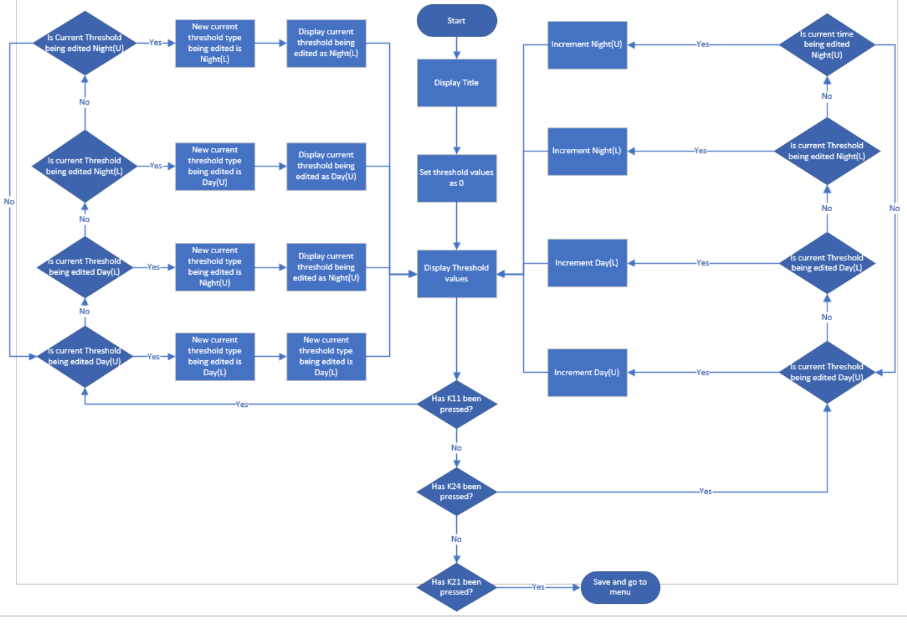 Start
Display Title
Set threshold values
as 0
Display Threshold
values
Has K11 been
pressed?
Yes
No
Has K24 been
pressed?
Yes
No
Has K21 been
pressed?
Yes
Save and go to
menu
Is current Threshold
being edited Day(U)
Yes
New current
threshold type
being edited is
Day(L)
New current
threshold type
being edited is
Day(L)
No
Is current Threshold
being edited Day(L)
Yes
New current
threshold type
being edited is
Night(U)
Display current
threshold being
edited as Night(U)
No
Is current Threshold
being edited Night(L)
Yes
New current
threshold type
being edited is
Day(U)
Display current
threshold being
edited as Day(U)
No
Is Current Threshold
being edited Night(U)
Yes
New current
threshold type
being edited is
Night(L)
Display current
threshold being
edited as Night(L)
No
Is current Threshold
being edited Day(U)
Yes
Increment Day(U)
No
Is current Threshold
being edited Day(L)
Yes
Increment Day(L)
No
Is current Threshold
being edited Night(L)
Yes
Increment Night(L)
No
Is current time
being edited
Night(U)
Yes
Increment Night(U)
No